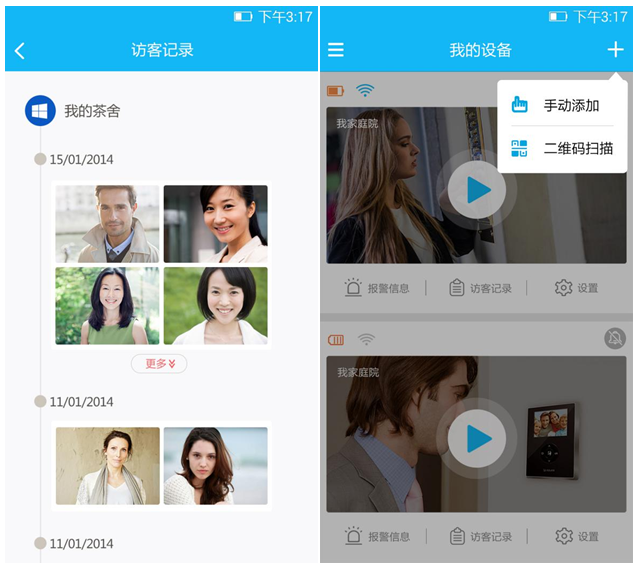 下午3:17
访客记录
我的茶舍
15/01/2014
更多
11/01/2014
11/01/2014
下午3:17
我的设备
手动添加
二维码扫描
我家庭院
报警信息
访客记录
设置
我家庭院
报警信息
访客记录
设置